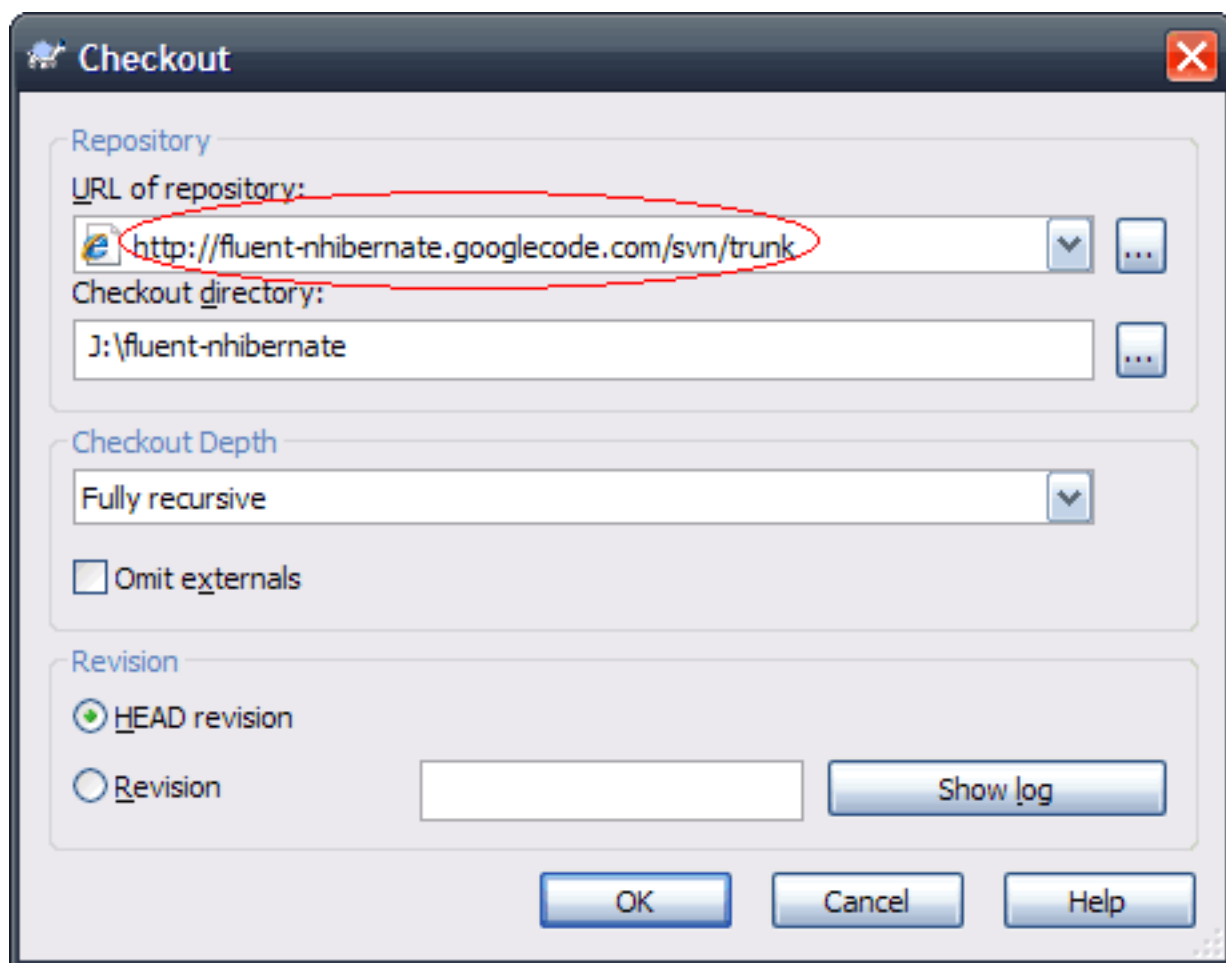 Checkout
Repository
URL of repository:
http://fluent-nhibernate.googlecode.com/svn/trunk
...
Checkout directory:
J:\fluent-nhibernate
...
Checkout Depth
Fully recursive
Omit externals
Revision
HEAD revision
Revision
Show log
OK Cancel Help